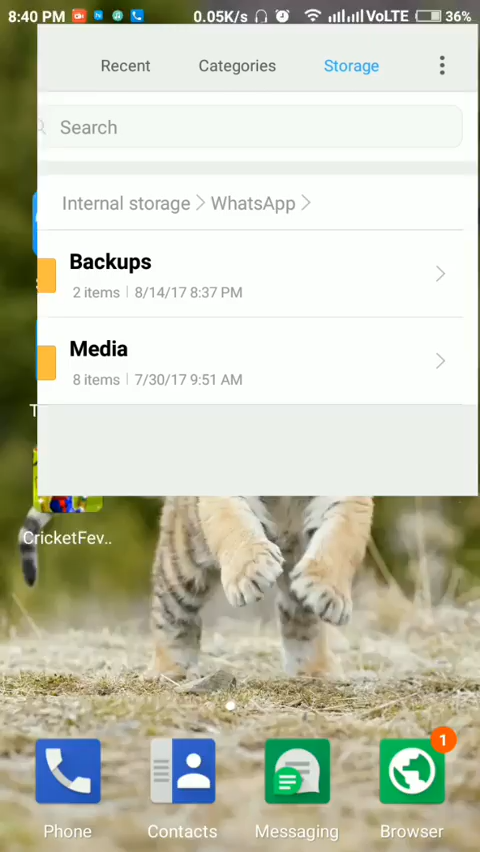 8:40 PM 0.05K/s VoLTE 36%
Recent Categories Storage
Search
Internal storage WhatsApp
Backups
2 items 8/14/17 8:37 PM
Media
8 items 7/30/17 9:51 AM
T
CricketFev..
1
Phone Contacts Messaging Browser